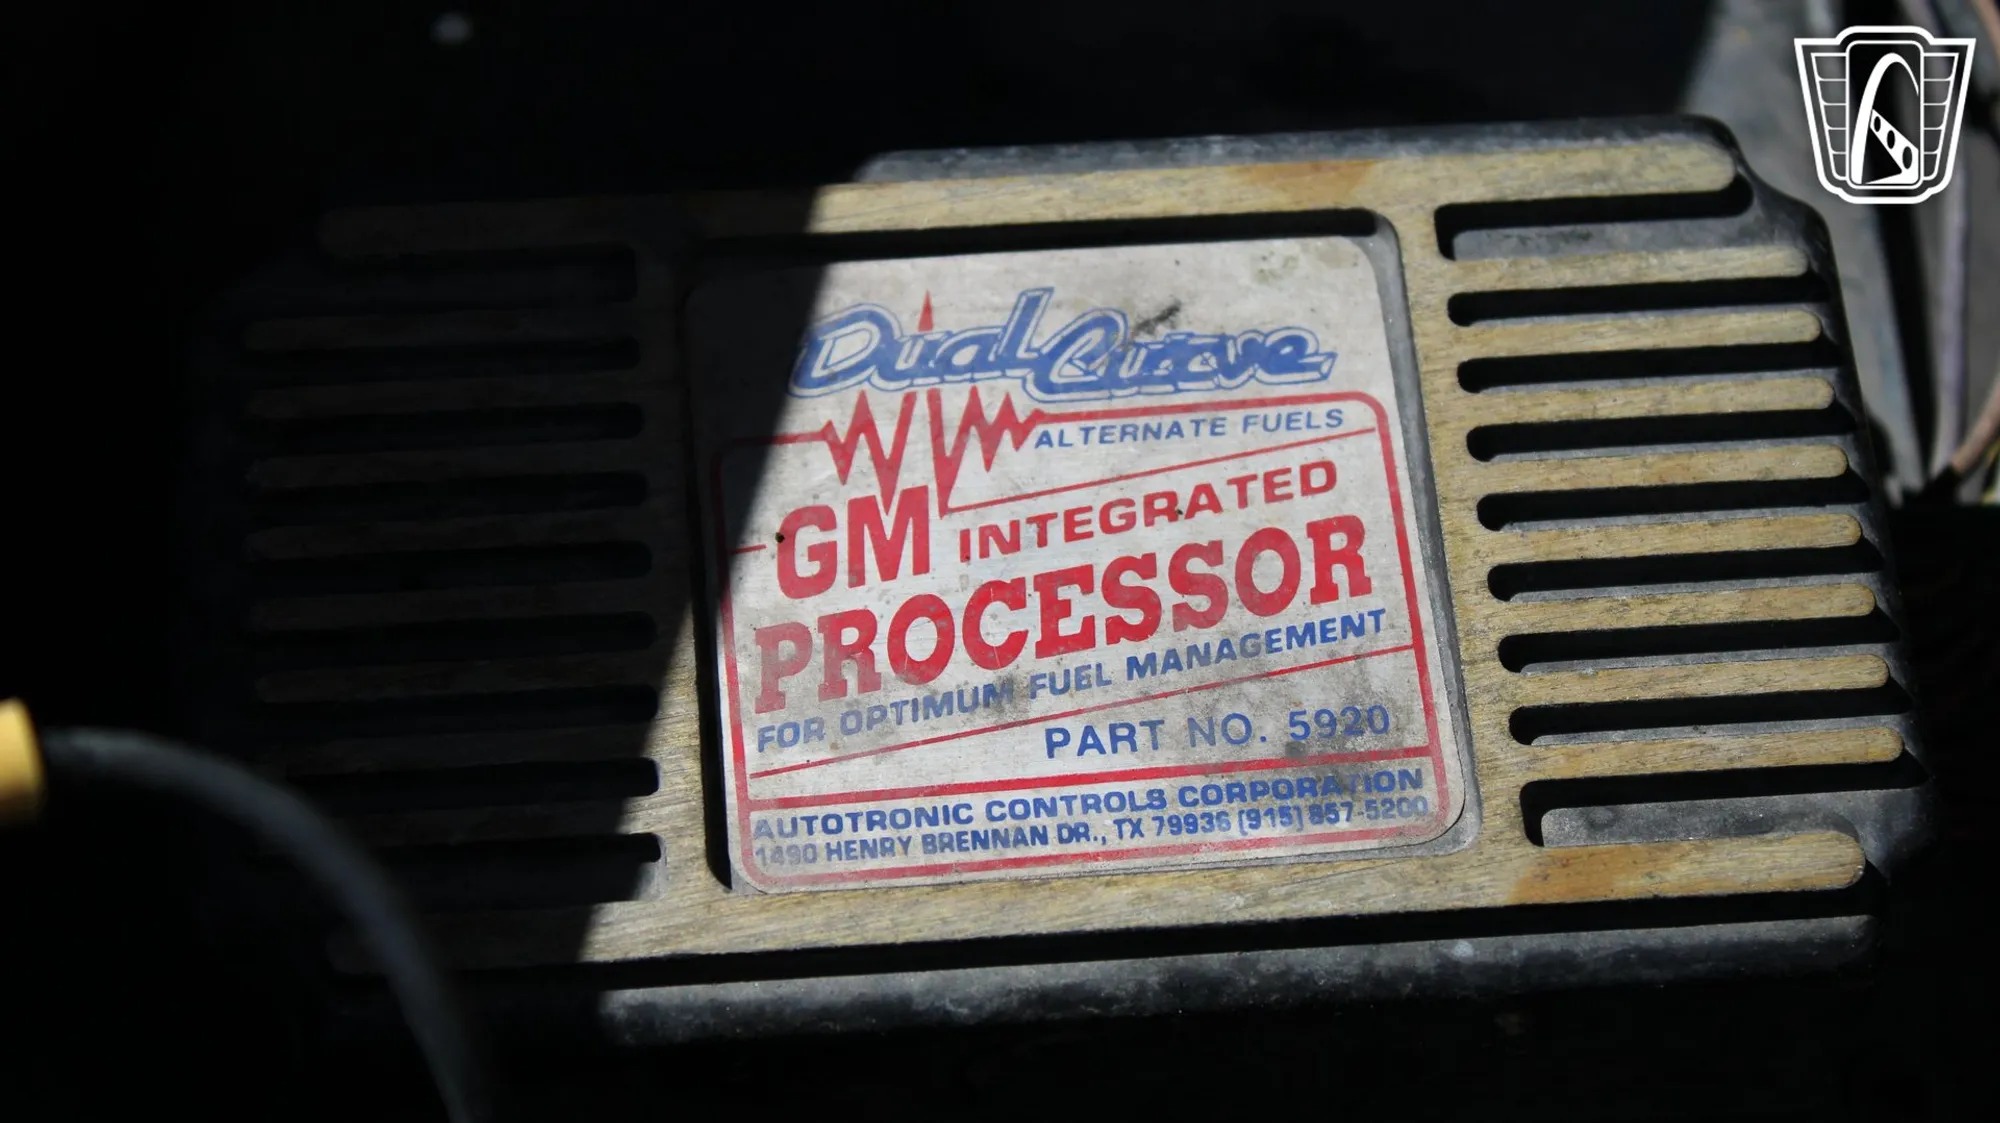 Dual Curve
ALTERNATE FUELS
GM INTEGRATED
PROCESSOR
FOR OPTIMUM FUEL MANAGEMENT
PART NO. 5920
AUTOTRONIC CONTROLS CORPORATION
1490 HENRY BRENNAN DR., TX 79936 (915) 857-5200